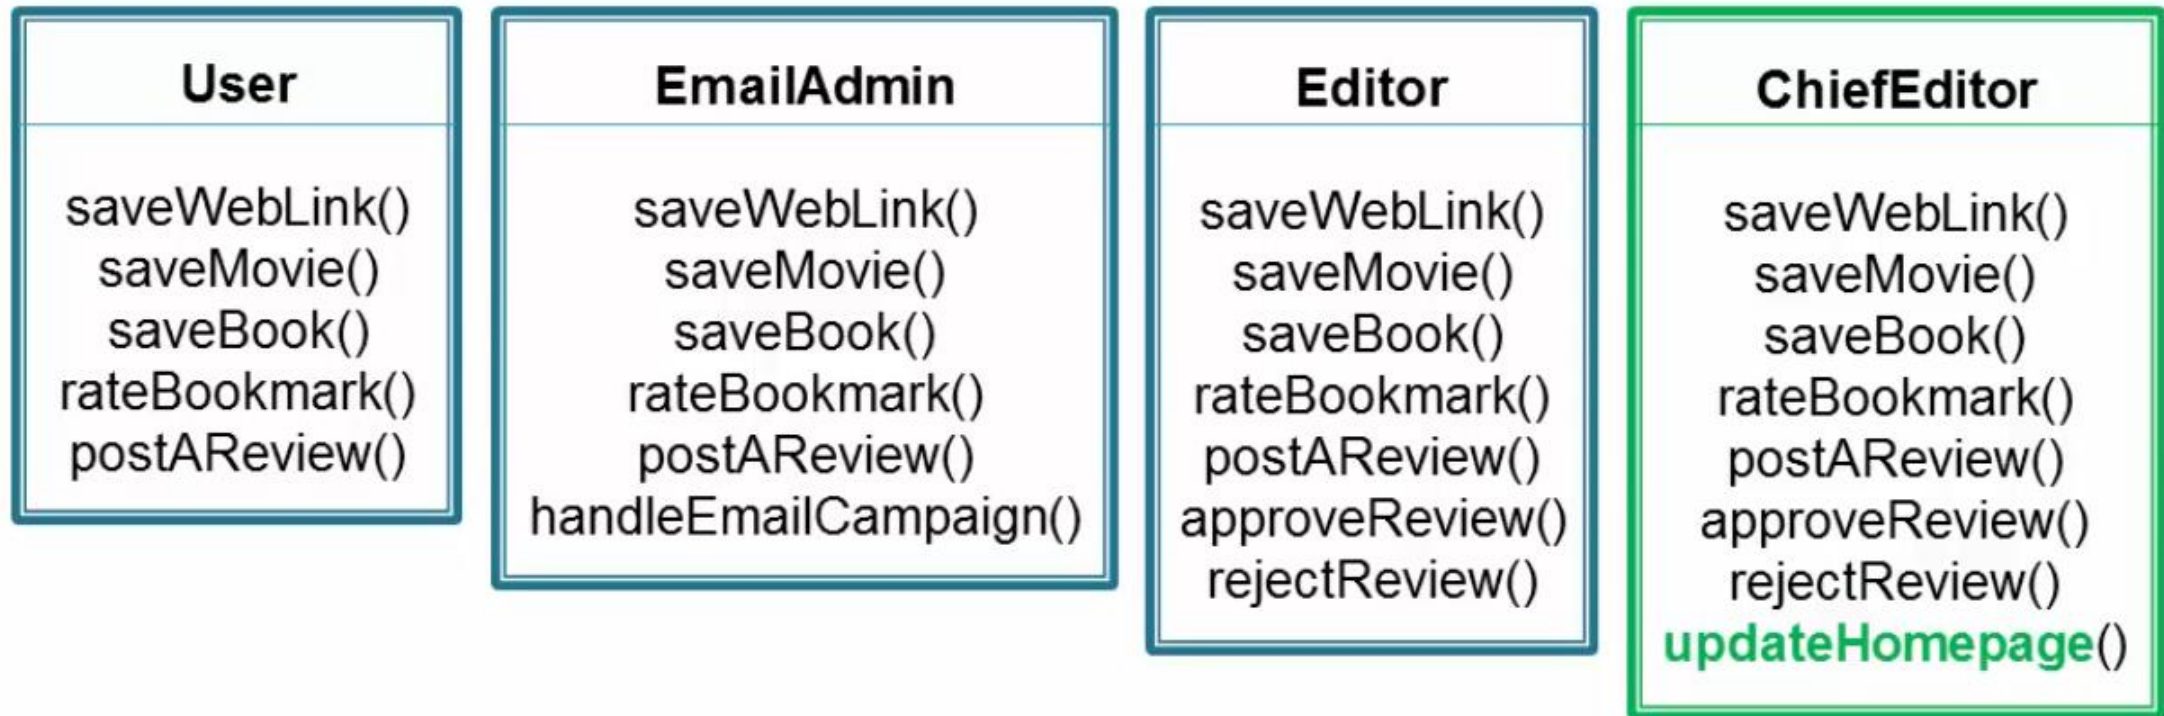 User
saveWebLink()
saveMovie()
saveBook()
rateBookmark()
postAReview()
EmailAdmin
saveWebLink()
saveMovie()
saveBook()
rateBookmark()
postAReview()
handleEmailCampaign()
Editor
saveWebLink()
saveMovie()
saveBook()
rateBookmark()
postAReview()
approveReview()
rejectReview()
ChiefEditor
saveWebLink()
saveMovie()
saveBook()
rateBookmark()
postAReview()
approveReview()
rejectReview()
updateHomepage()